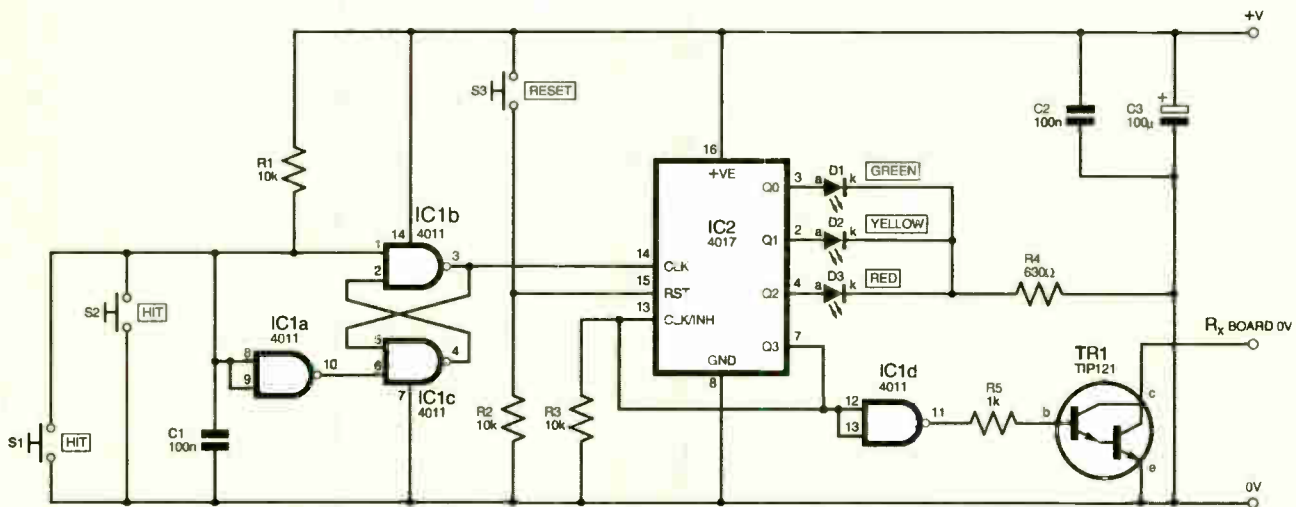 +V
S3
RESET
C2
100n
+
C3
100µ
R1
10k
16
+VE
IC1b
4011
14
1
2
3
IC2
4017
Q0
3
a
D1
k
GREEN
Q1
2
a
D2
k
YELLOW
Q2
4
a
D3
k
RED
R4
630Ω
14
CLK
15
RST
13
CLK/INH
Q3
7
GND
8
S2
HIT
IC1a
4011
8
9
10
5
6
4
7
IC1c
4011
S1
HIT
C1
100n
R2
10k
R3
10k
IC1d
4011
12
13
11
R5
1k
TR1
TIP121
b
c
e
Rx BOARD 0V
0V